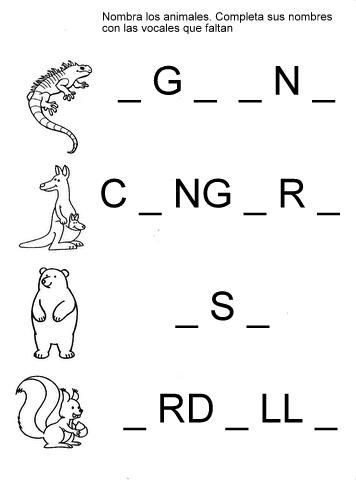 Nombra los animales. Completa sus nombres
con las vocales que faltan
_ G _ _ N _
C _ NG _ R _
_ S _
_ RD _ LL _